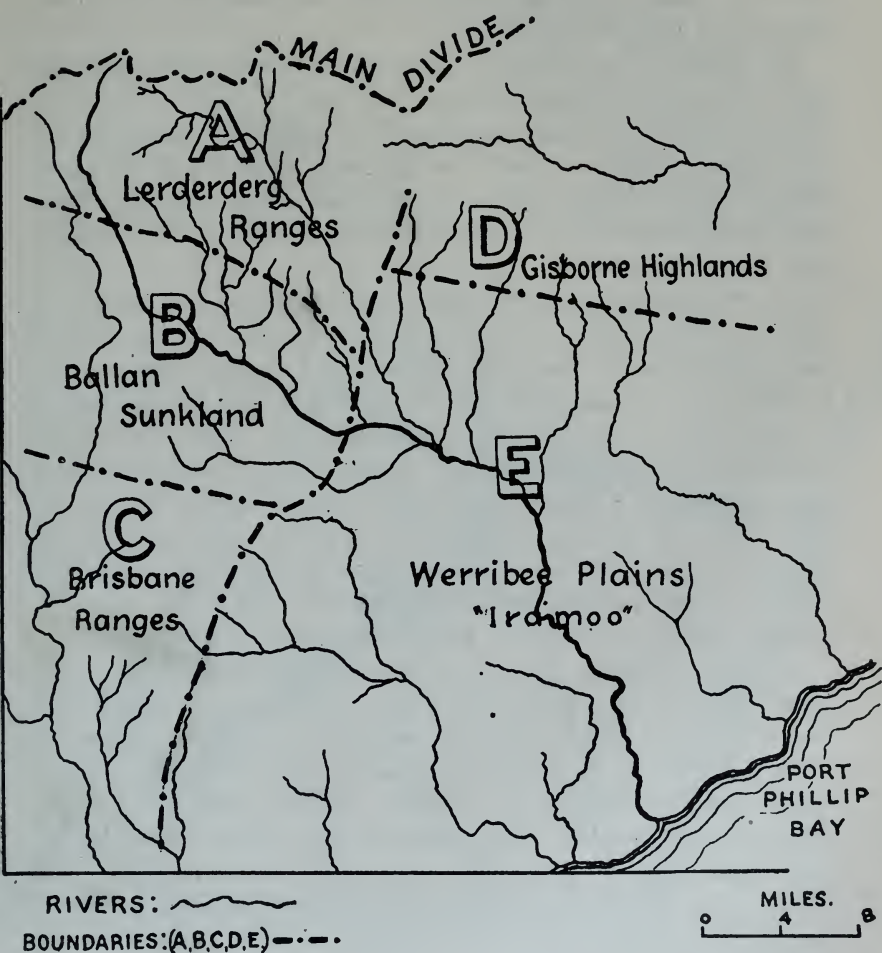 MAIN DIVIDE
A
Lerderderg
Ranges
D
Gisborne Highlands
B
Ballan
Sunkland
E
C
Brisbane
Ranges
Werribee Plains
"Iramoo"
PORT
PHILLIP
BAY
RIVERS:
BOUNDARIES:(A,B,C,D,E)
MILES.
0 4 8